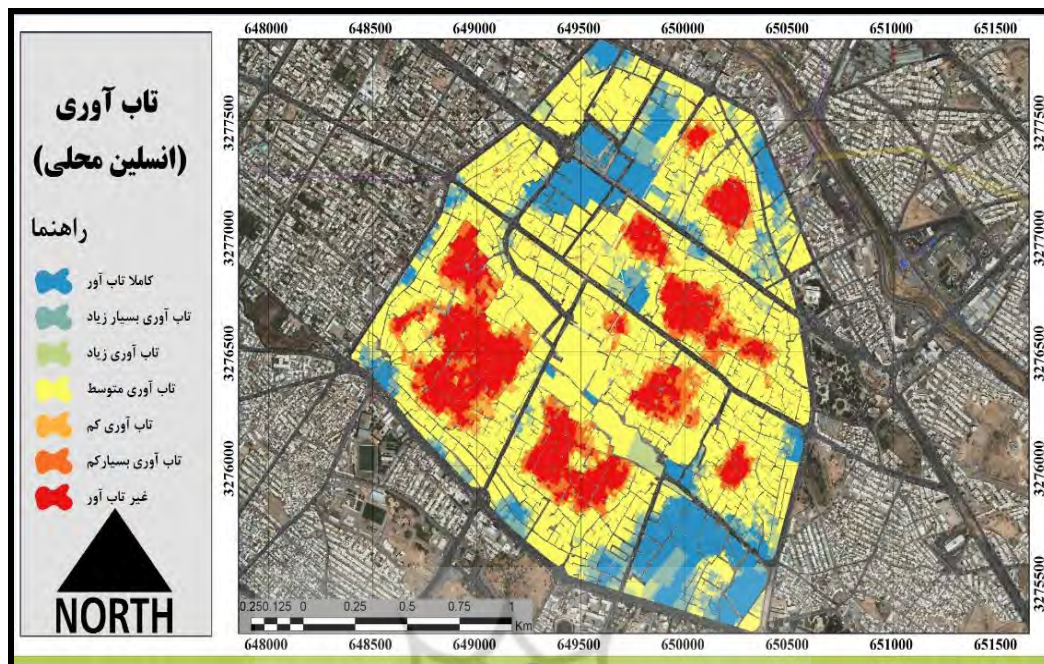 تاب آوری
(انسلین محلی)
راهنما
کاملا تاب آور
تاب آوری بسیار زیاد
تاب آوری زیاد
تاب آوری متوسط
تاب آوری کم
تاب آوری بسیار کم
غیر تاب آور
NORTH
648000 648500 649000 649500 650000 650500 651000 651500
3277500 3277000 3276500 3276000
3277500 3277000 3276500 3276000 3275500
0.25 0.125 0 0.25 0.5 0.75 1
Km
648000 648500 649000 649500 650000 650500 651000 651500